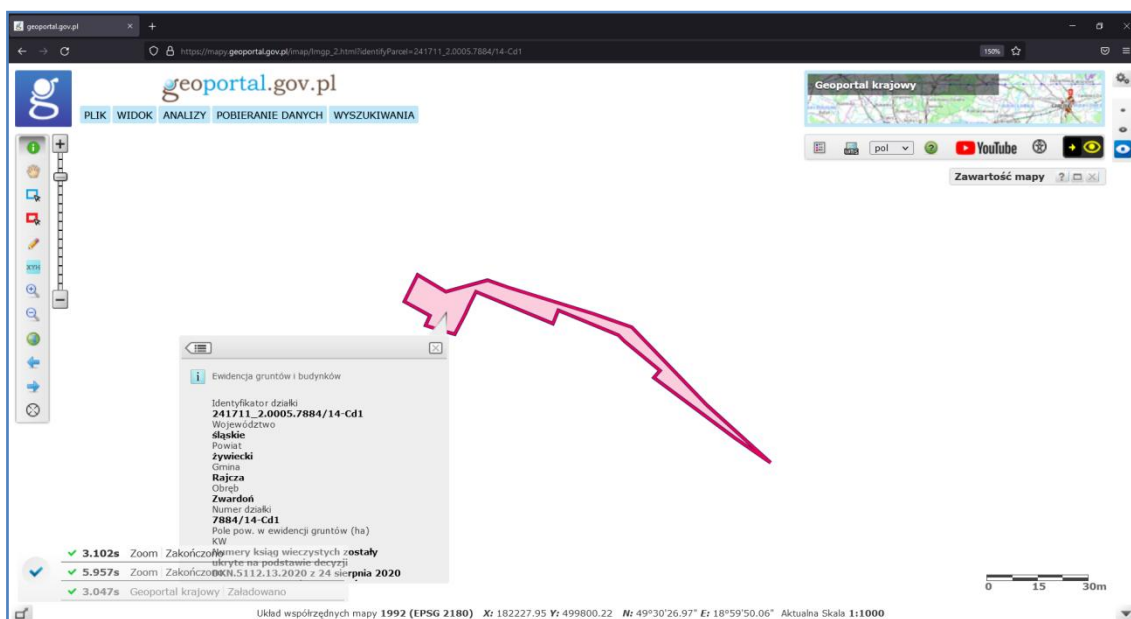 geoportal.gov.pl
https://mapy.geoportal.gov.pl/imap/Imgp_2.html?identifyParcel=241711_2.0005.7884/14-Cd1
150%
geoportal.gov.pl
Geoportal krajowy
PLIK WIDOK ANALIZY POBIERANIE DANYCH WYSZUKIWANIA
pol
YouTube
Zawartość mapy
Ewidencja gruntów i budynków
Identyfikator działki
241711_2.0005.7884/14-Cd1
Województwo
śląskie
Powiat
żywiecki
Gmina
Rajcza
Obręb
Zwardoń
Numer działki
7884/14-Cd1
Pole pow. w ewidencji gruntów (ha)
KW
Numery ksiąg wieczystych zostały
ukryte na podstawie decyzji
DKN.5112.13.2020 z 24 sierpnia 2020
3.102s Zoom Zakończono
5.957s Zoom Zakończono
3.047s Geoportal krajowy Załadowano
0 15 30m
Układ współrzędnych mapy 1992 (EPSG 2180) X: 182227.95 Y: 499800.22 N: 49°30'26.97" E: 18°59'50.06" Aktualna Skala 1:1000